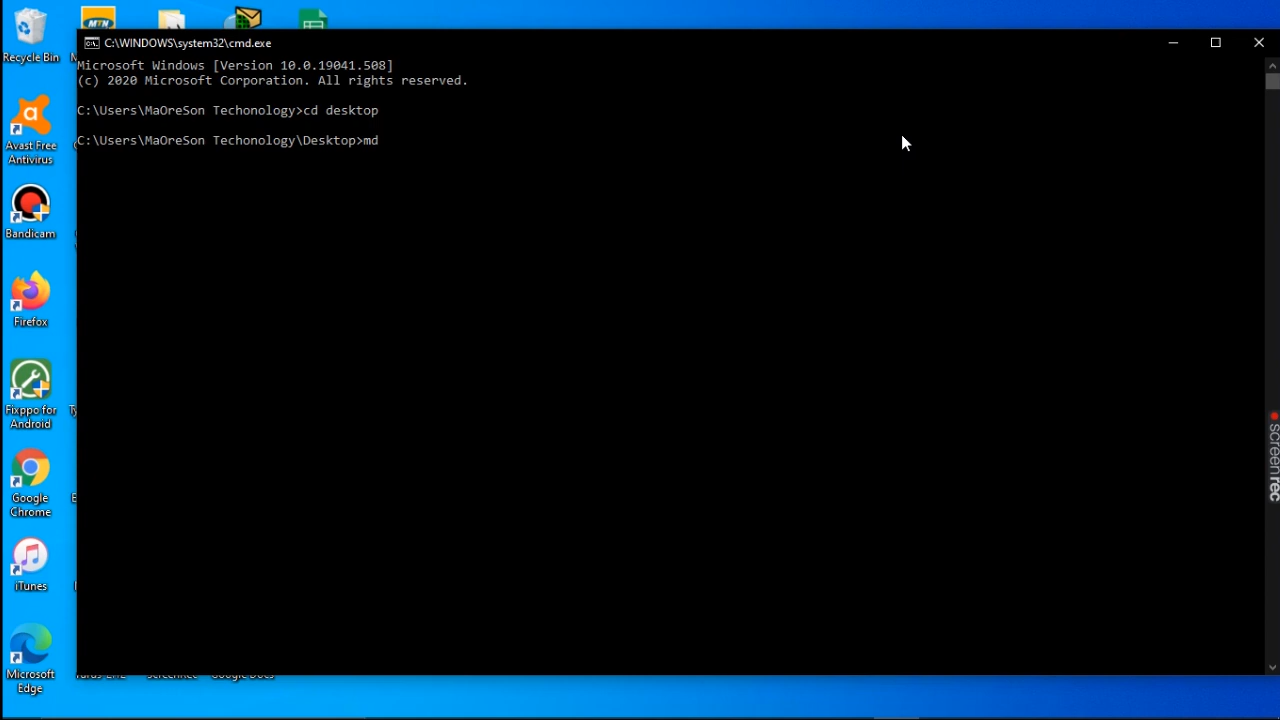 MTN
Recycle Bin
C:\WINDOWS\system32\cmd.exe
Microsoft Windows [Version 10.0.19041.508]
(c) 2020 Microsoft Corporation. All rights reserved.
C:\Users\MaOreSon Techonology>cd desktop
C:\Users\MaOreSon Techonology\Desktop>md
Avast Free
Antivirus
Bandicam
Firefox
Fixppo for
Android
Google
Chrome
iTunes
Microsoft
Edge
screenrec